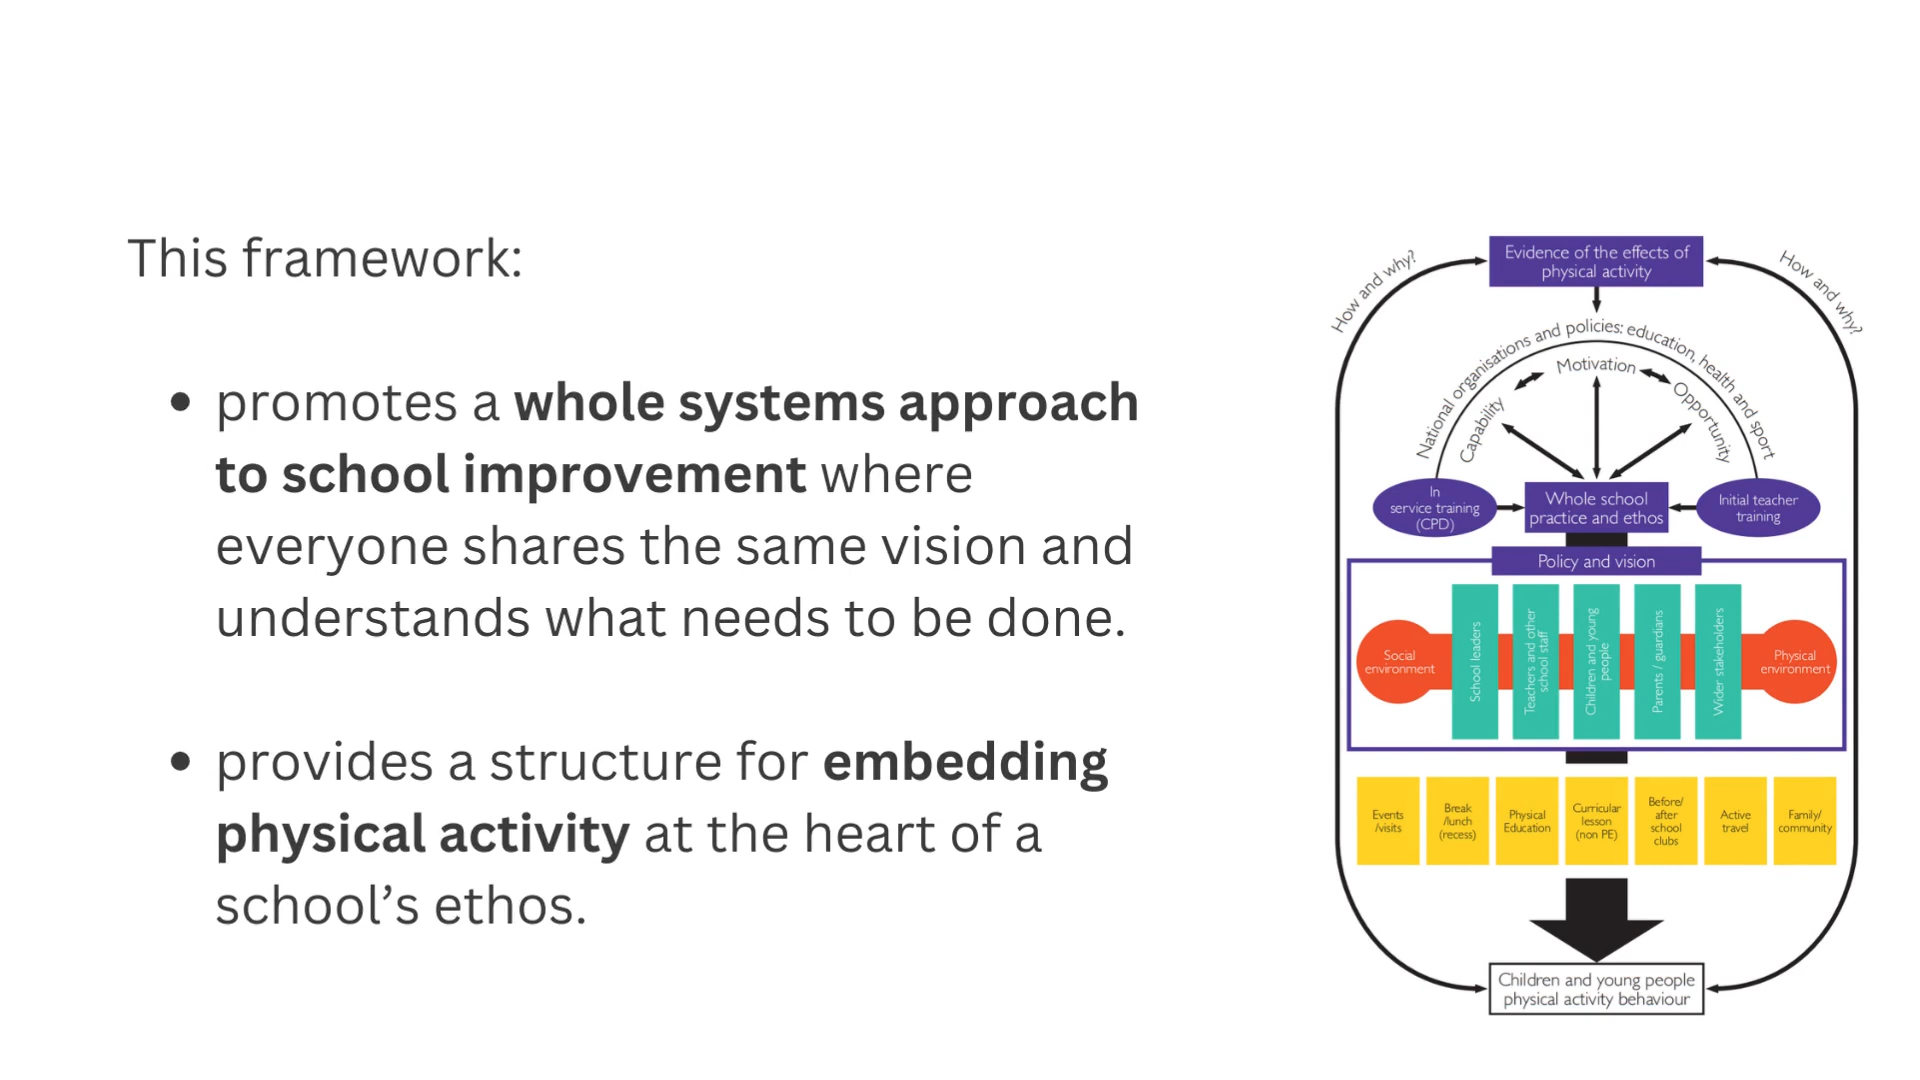 This framework:
• promotes a whole systems approach
to school improvement where
everyone shares the same vision and
understands what needs to be done.
• provides a structure for embedding
physical activity at the heart of a
school’s ethos.
How and why?
Evidence of the effects of
physical activity
How and why?
National organisations and policies: education, health and sport
Capability
Motivation
Opportunity
In
service training
(CPD)
Whole school
practice and ethos
Initial teacher
training
Policy and vision
Social
environment
School leaders
Teachers and other
school staff
Children and young
people
Parents / guardians
Wider stakeholders
Physical
environment
Events
/visits
Break
/lunch
(recess)
Physical
Education
Curricular
lesson
(non PE)
Before/
after
school
clubs
Active
travel
Family/
community
Children and young people
physical activity behaviour